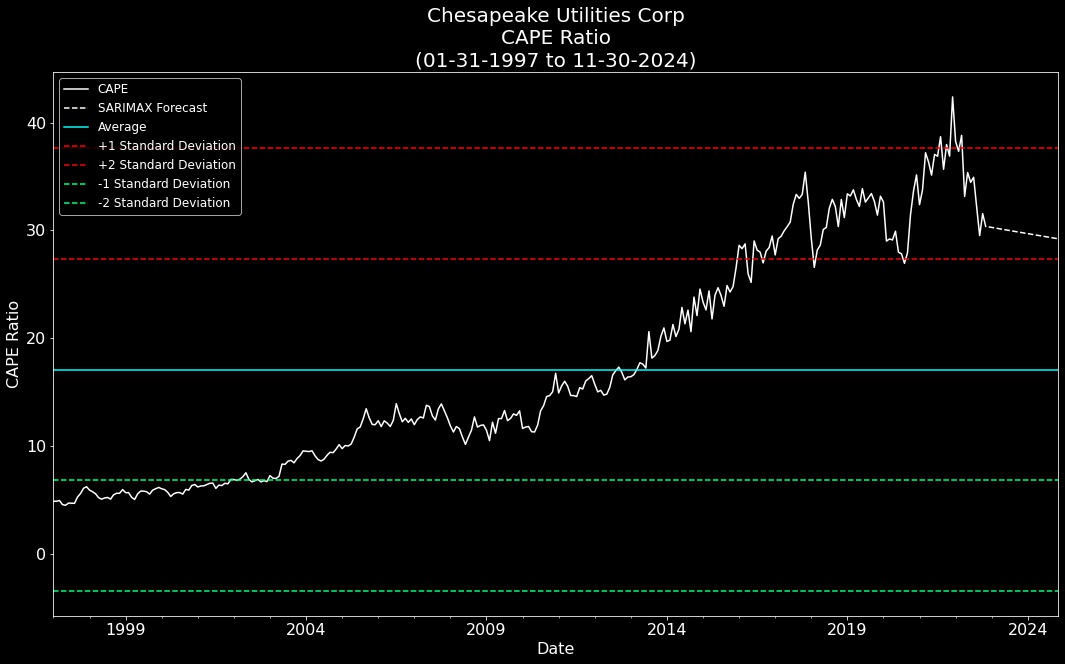 Chesapeake Utilities Corp
CAPE Ratio
(01-31-1997 to 11-30-2024)
CAPE
SARIMAX Forecast
Average
+1 Standard Deviation
+2 Standard Deviation
-1 Standard Deviation
-2 Standard Deviation
CAPE Ratio
40
30
20
10
0
1999 2004 2009 2014 2019 2024
Date